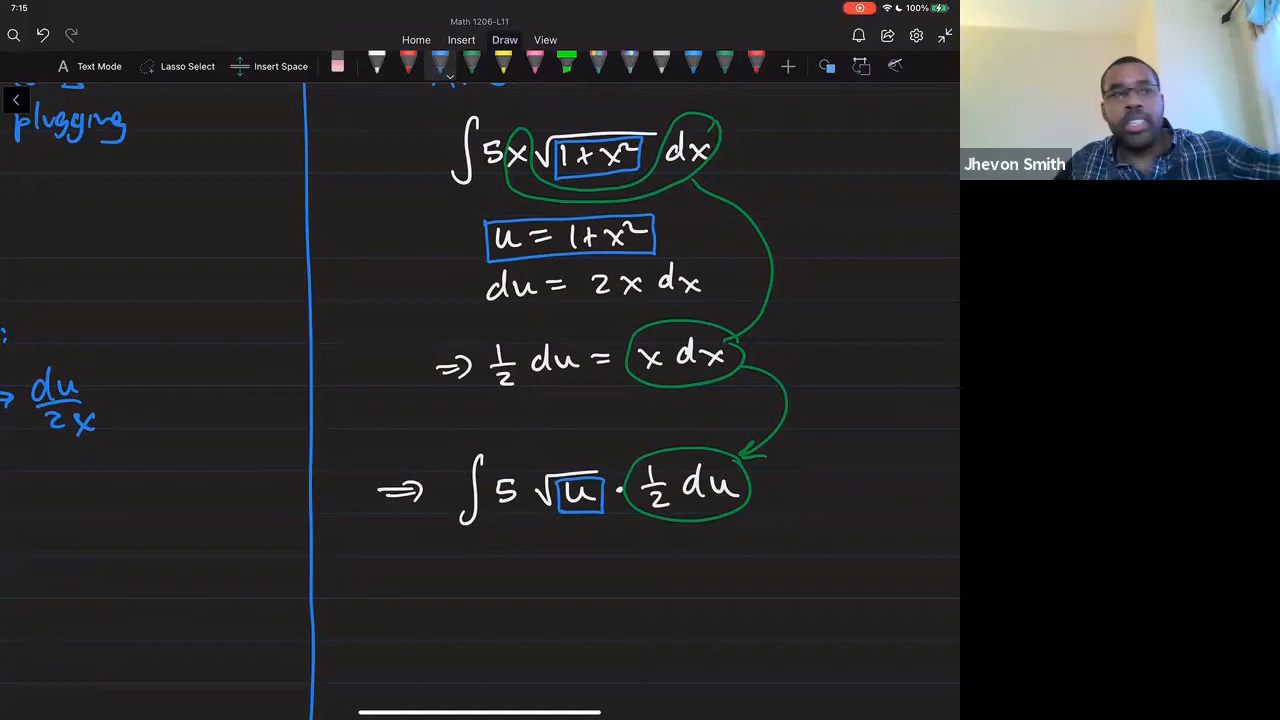 7:15
100%
Math 1206-L11
Home Insert Draw View
Text Mode Lasso Select Insert Space
plugging
:
⇒ du/2x
∫ 5x√(1+x²) dx
u = 1+x²
du = 2x dx
⇒ 1/2 du = x dx
⇒ ∫ 5 √u · 1/2 du
Jhevon Smith